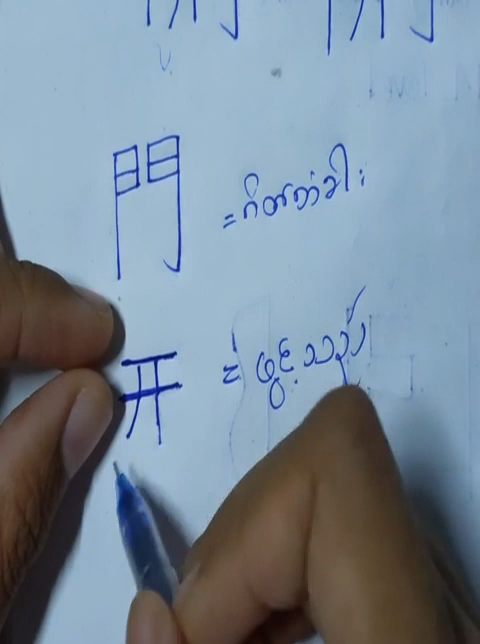 門 = ဂိတ်တံခါး
开 = ဖွင့်သည်။